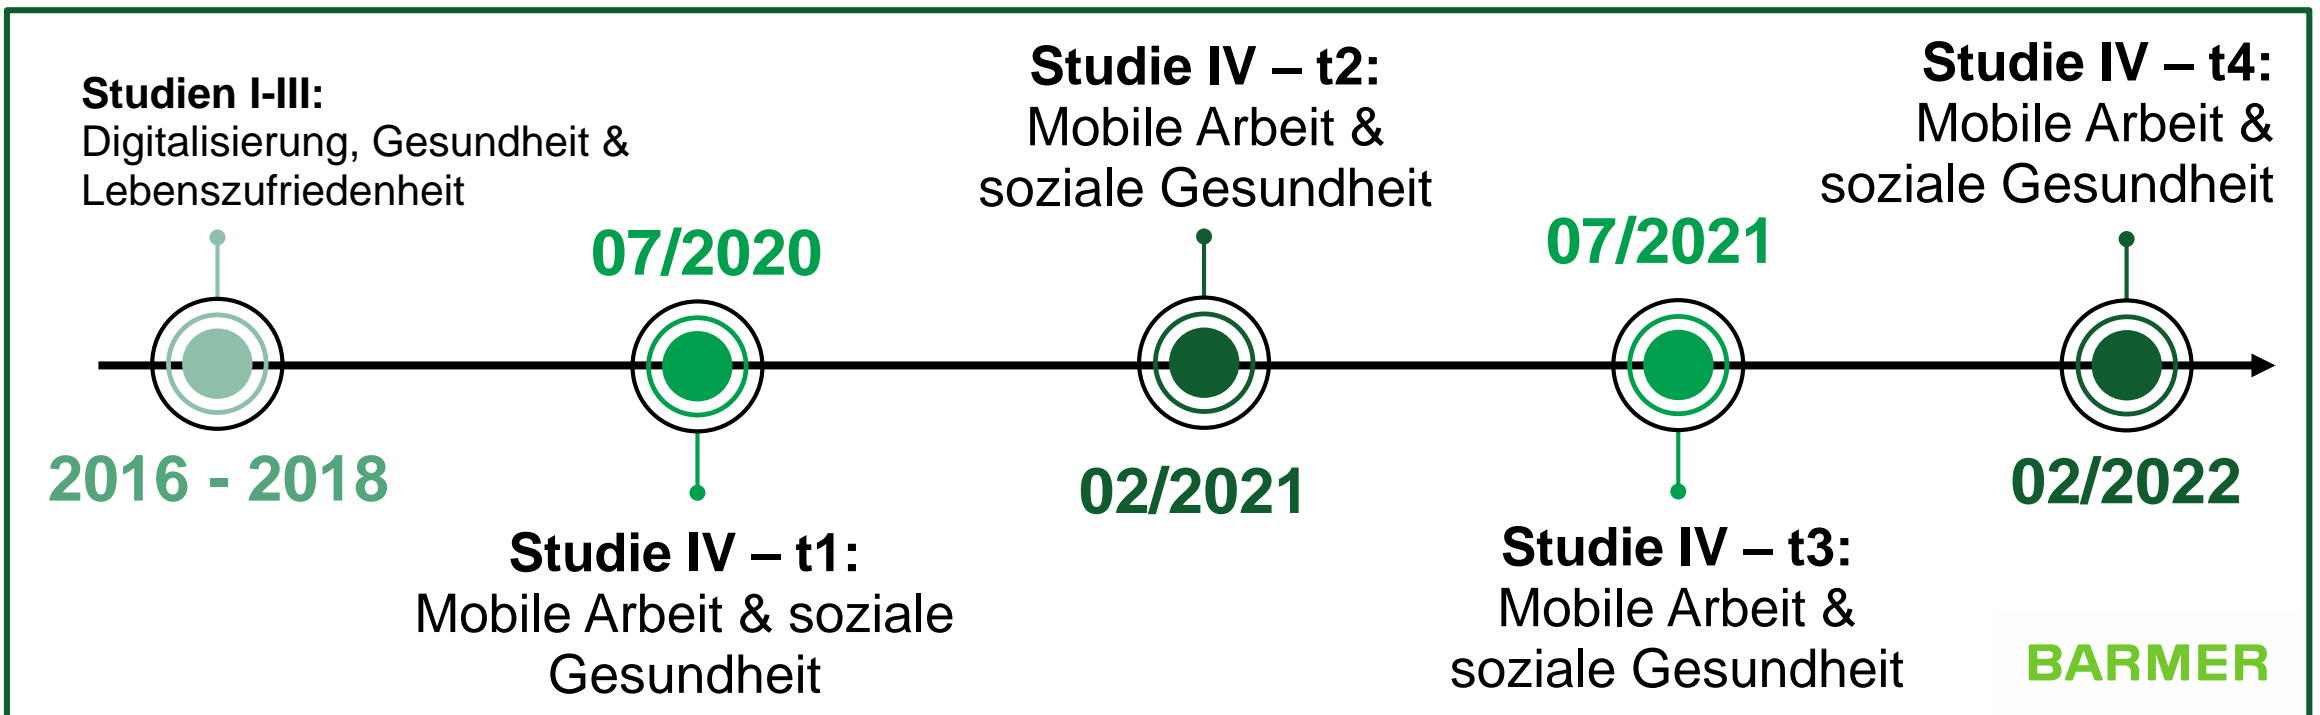 Studien I-III:
Digitalisierung, Gesundheit &
Lebenszufriedenheit
2016 - 2018
07/2020
Studie IV – t1:
Mobile Arbeit & soziale
Gesundheit
Studie IV – t2:
Mobile Arbeit &
soziale Gesundheit
02/2021
07/2021
Studie IV – t3:
Mobile Arbeit &
soziale Gesundheit
Studie IV – t4:
Mobile Arbeit &
soziale Gesundheit
02/2022
BARMER